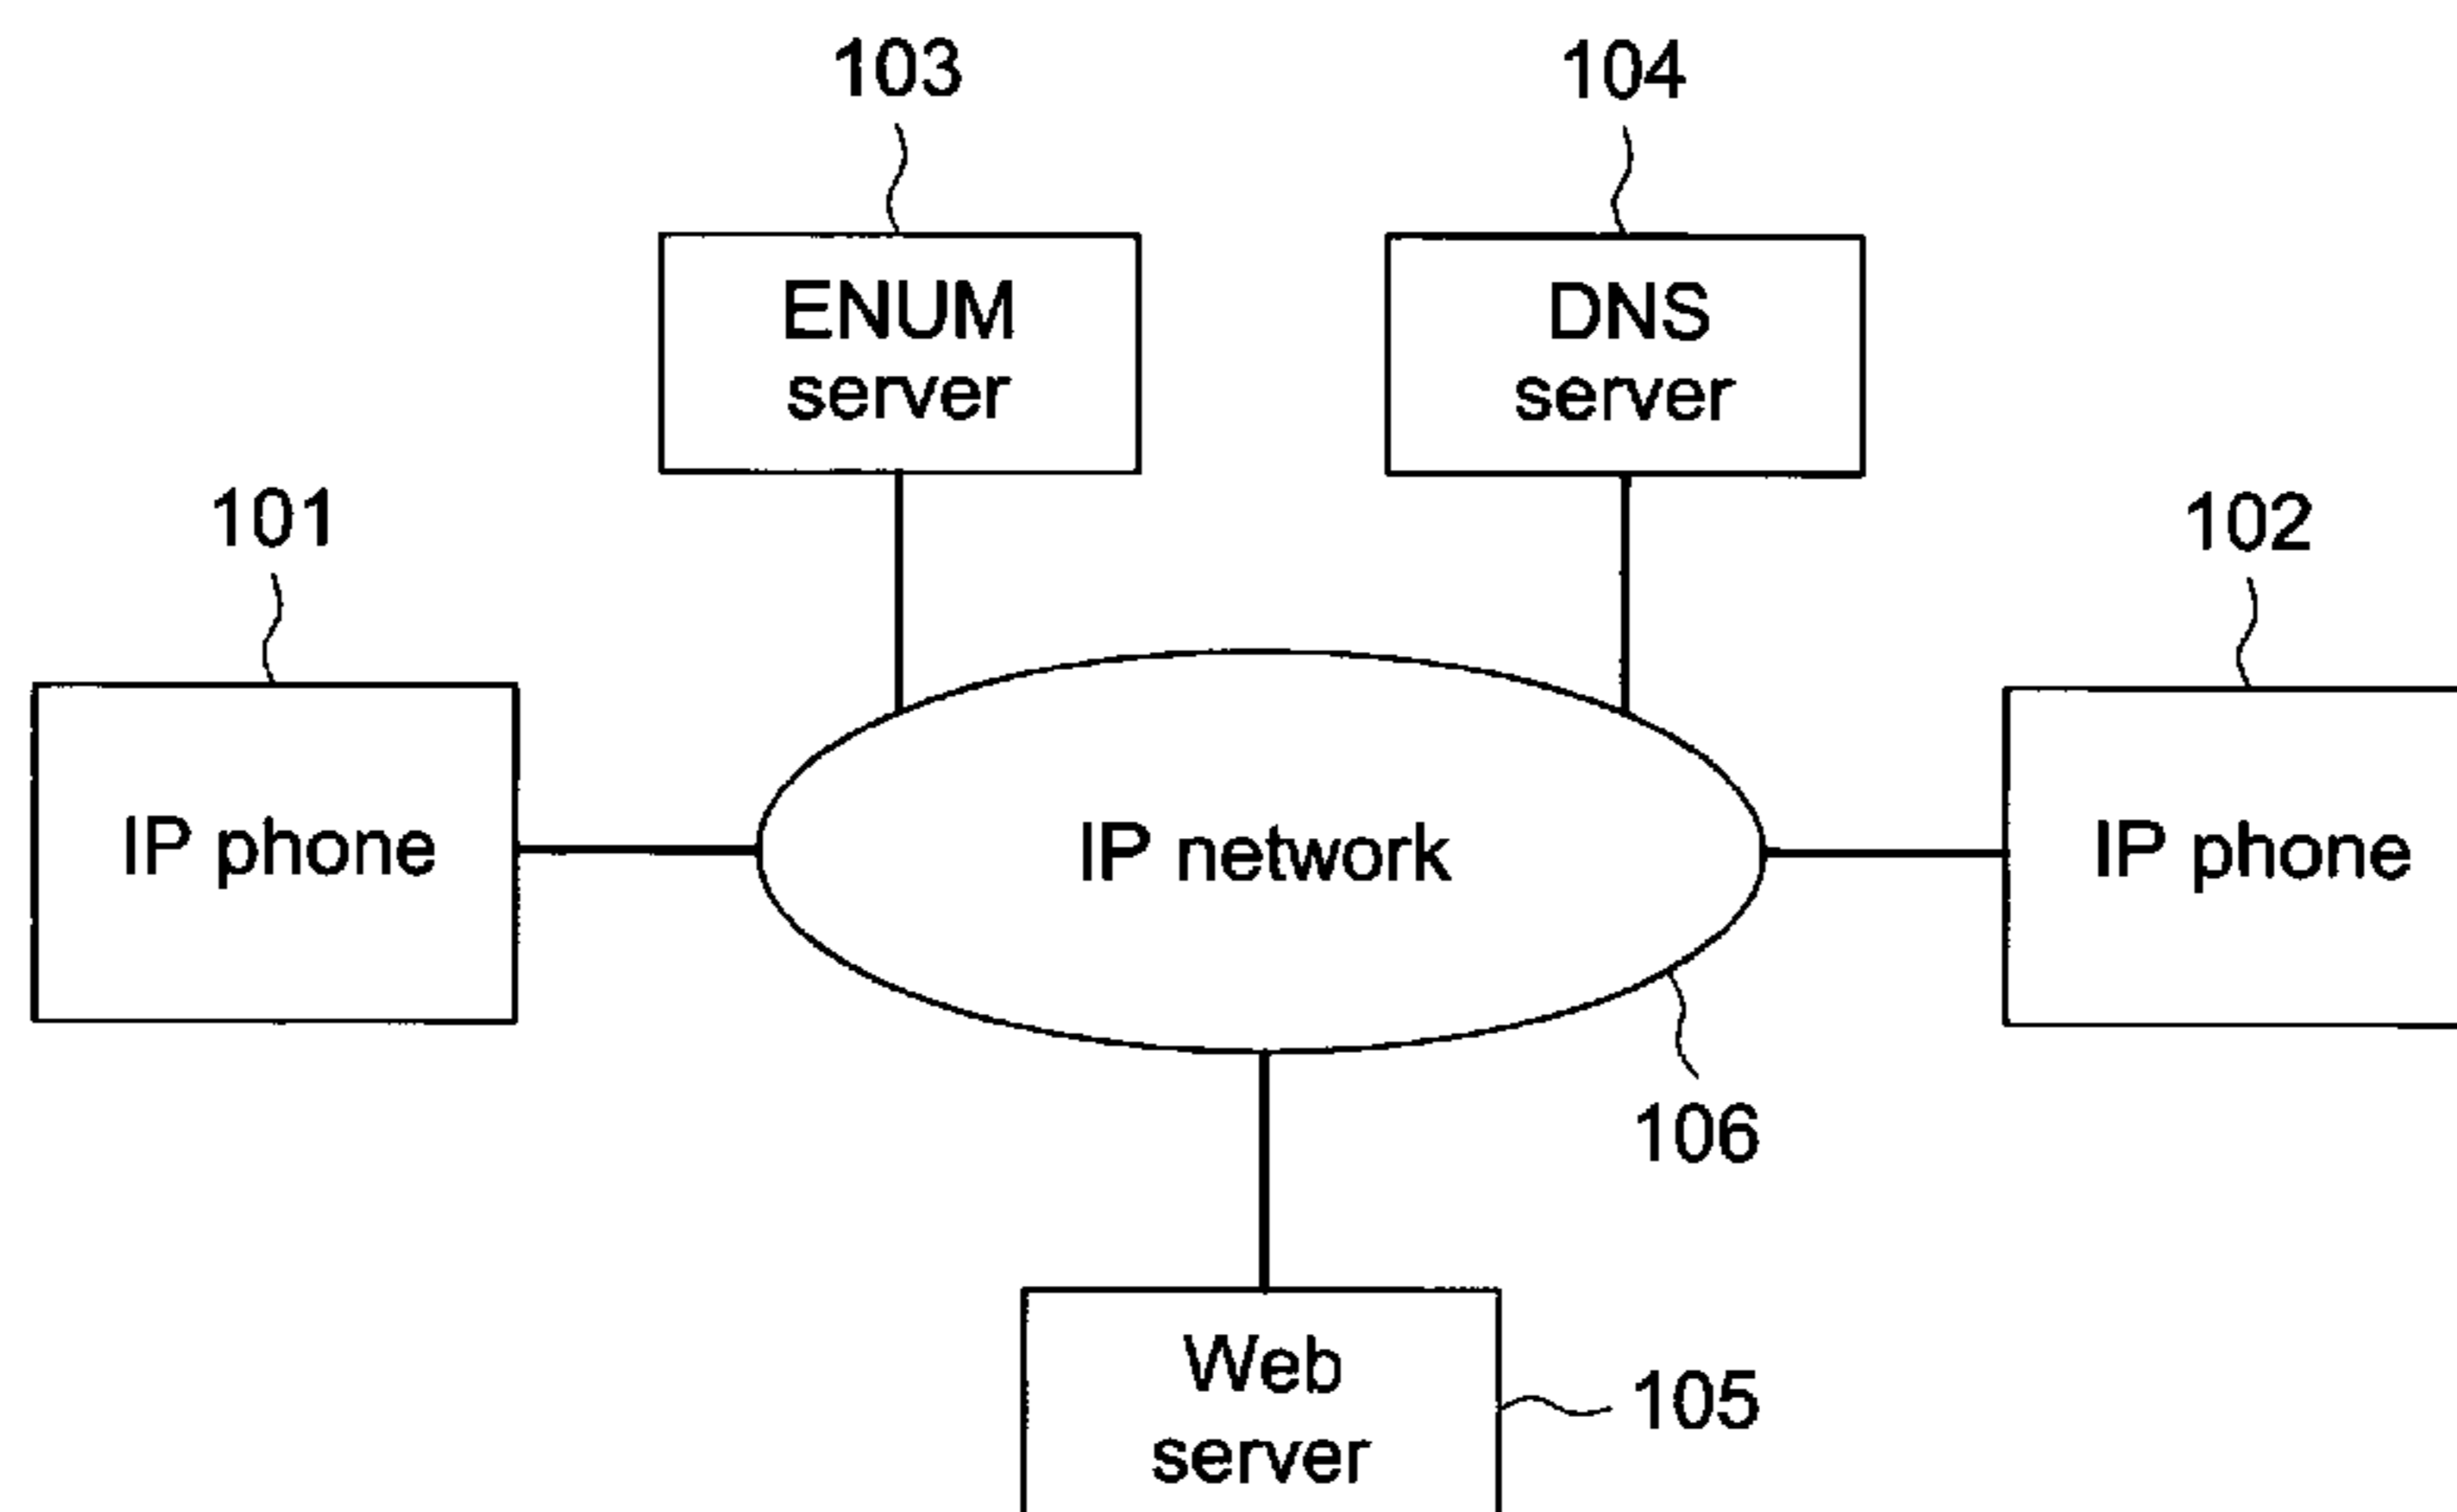 103
104
ENUM
server
DNS
server
101
102
IP phone
IP network
IP phone
106
Web
server
105